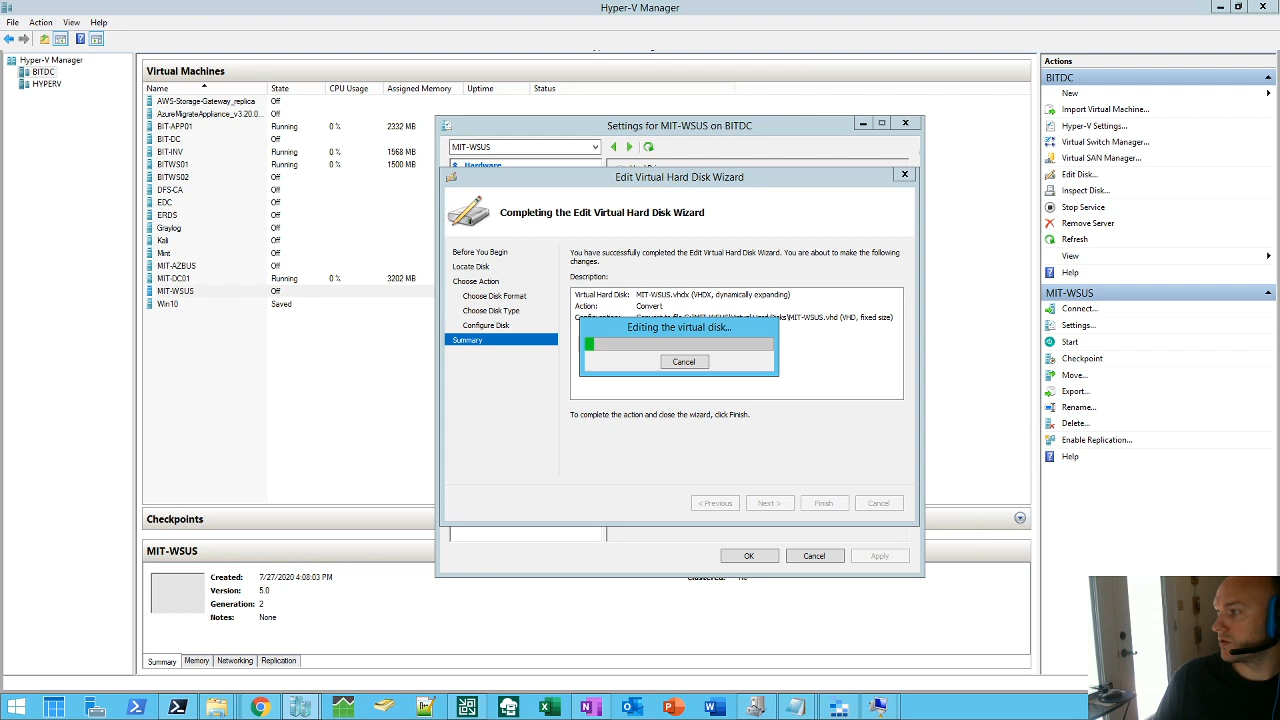 Hyper-V Manager
File Action View Help
Hyper-V Manager
BITDC
HYPERV
Virtual Machines
Name State CPU Usage Assigned Memory Uptime Status
AWS-Storage-Gateway_replica Off
AzureMigrateAppliance_v3.20.0... Off
BIT-APP01 Running 0 % 2332 MB
BIT-DC Off
BIT-INV Running 0 % 1568 MB
BITWS01 Running 0 % 1500 MB
BITWS02 Off
DFS-CA Off
EDC Off
ERDS Off
Graylog Off
Kali Off
Mint Off
MIT-AZBUS Off
MIT-DC01 Running 0 % 3202 MB
MIT-WSUS Off
Win10 Saved
Checkpoints
MIT-WSUS
Created: 7/27/2020 4:08:03 PM
Version: 5.0
Generation: 2
Notes: None
Clustered: No
Summary Memory Networking Replication
Settings for MIT-WSUS on BITDC
MIT-WSUS
Hardware
Edit Virtual Hard Disk Wizard
Completing the Edit Virtual Hard Disk Wizard
Before You Begin
Locate Disk
Choose Action
Choose Disk Format
Choose Disk Type
Configure Disk
Summary
You have successfully completed the Edit Virtual Hard Disk Wizard. You are about to make the following
changes.
Description:
Virtual Hard Disk: MIT-WSUS.vhdx (VHDX, dynamically expanding)
Action: Convert
Disks\MIT-WSUS.vhd (VHD, fixed size)
Editing the virtual disk...
Cancel
To complete the action and close the wizard, click Finish.
< Previous Next > Finish Cancel
OK Cancel Apply
Actions
BITDC
New
Import Virtual Machine...
Hyper-V Settings...
Virtual Switch Manager...
Virtual SAN Manager...
Edit Disk...
Inspect Disk...
Stop Service
Remove Server
Refresh
View
Help
MIT-WSUS
Connect...
Settings...
Start
Checkpoint
Move...
Export...
Rename...
Delete...
Enable Replication...
Help